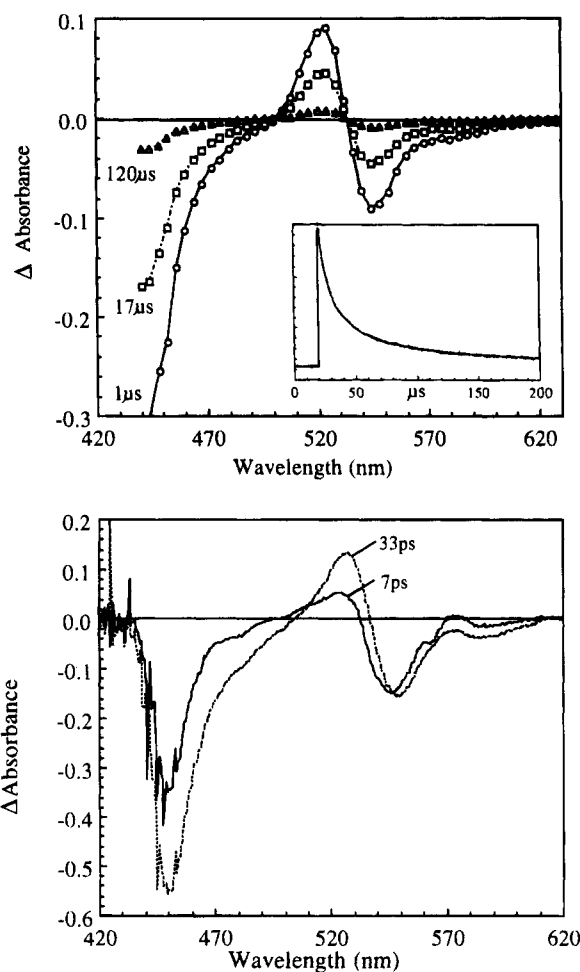 0.1
0.0
-0.1
-0.2
-0.3
Δ Absorbance
120µs
17µs
1µs
0 50 µs 150 200
420 470 520 570 620
Wavelength (nm)
0.2
0.1
0.0
-0.1
-0.2
-0.3
-0.4
-0.5
-0.6
ΔAbsorbance
33ps
7ps
420 470 520 570 620
Wavelength (nm)